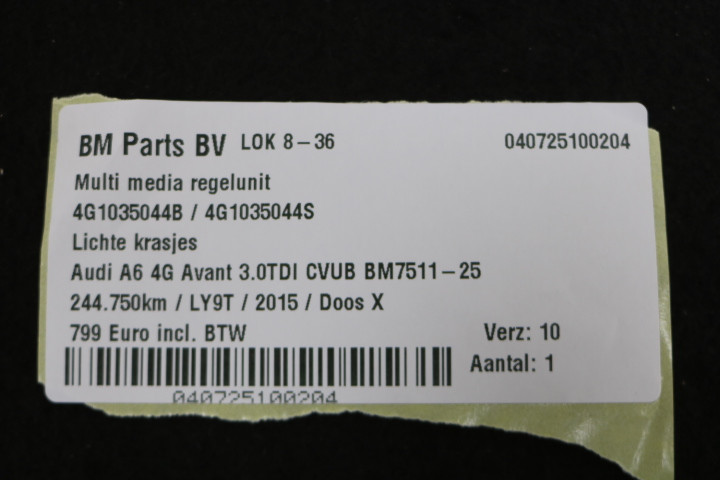 BM Parts BV LOK 8-36 040725100204
Multi media regelunit
4G1035044B / 4G1035044S
Lichte krasjes
Audi A6 4G Avant 3.0TDI CVUB BM7511-25
244.750km / LY9T / 2015 / Doos X
799 Euro incl. BTW Verz: 10
Aantal: 1
040725100204